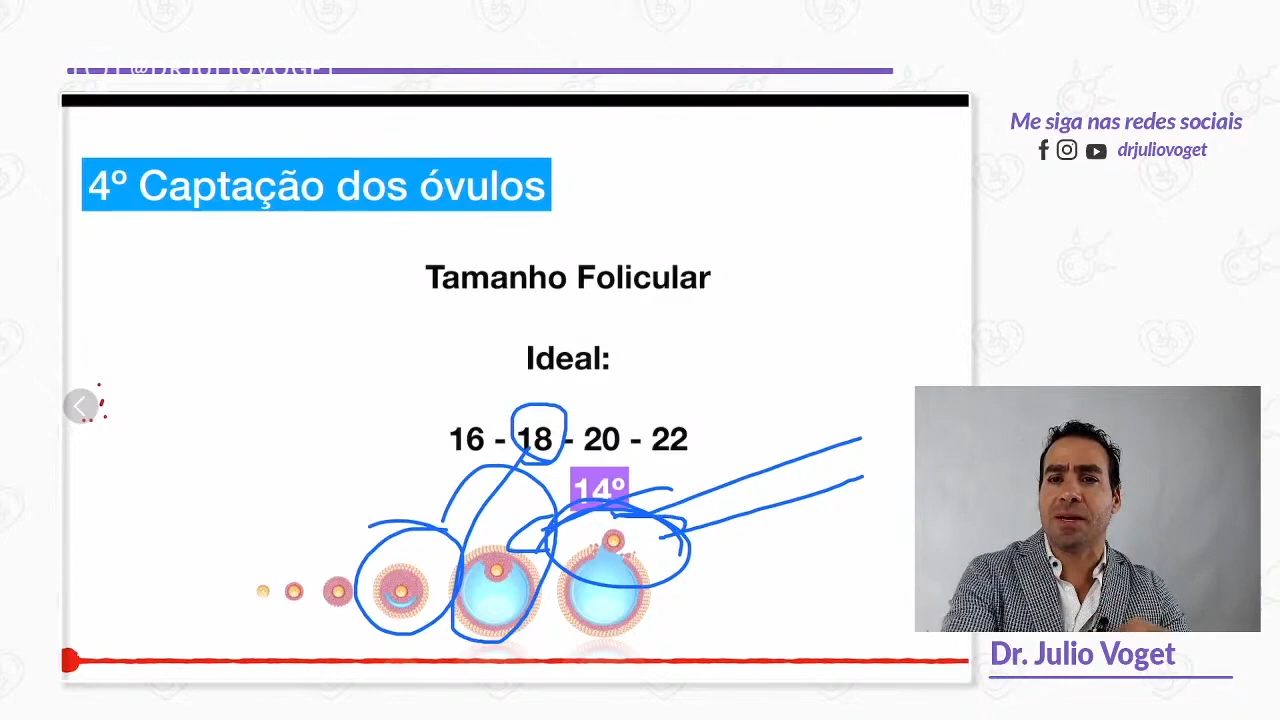 @DRJULIOVOGET
Me siga nas redes sociais
drjuliovoget
4º Captação dos óvulos
Tamanho Folicular
Ideal:
16 - 18 - 20 - 22
14º
Dr. Julio Voget